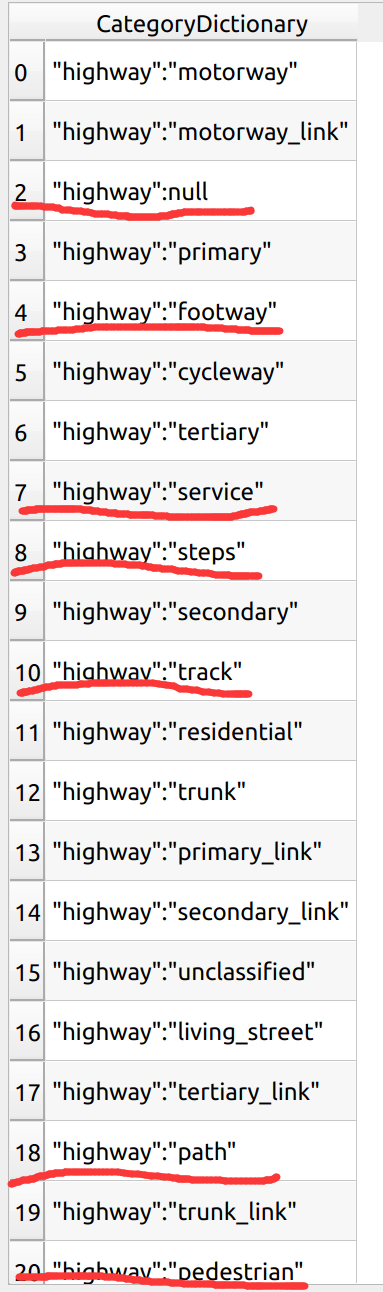 CategoryDictionary
0 "highway":"motorway"
1 "highway":"motorway_link"
2 "highway":null
3 "highway":"primary"
4 "highway":"footway"
5 "highway":"cycleway"
6 "highway":"tertiary"
7 "highway":"service"
8 "highway":"steps"
9 "highway":"secondary"
10 "highway":"track"
11 "highway":"residential"
12 "highway":"trunk"
13 "highway":"primary_link"
14 "highway":"secondary_link"
15 "highway":"unclassified"
16 "highway":"living_street"
17 "highway":"tertiary_link"
18 "highway":"path"
19 "highway":"trunk_link"
20 "highway":"pedestrian"